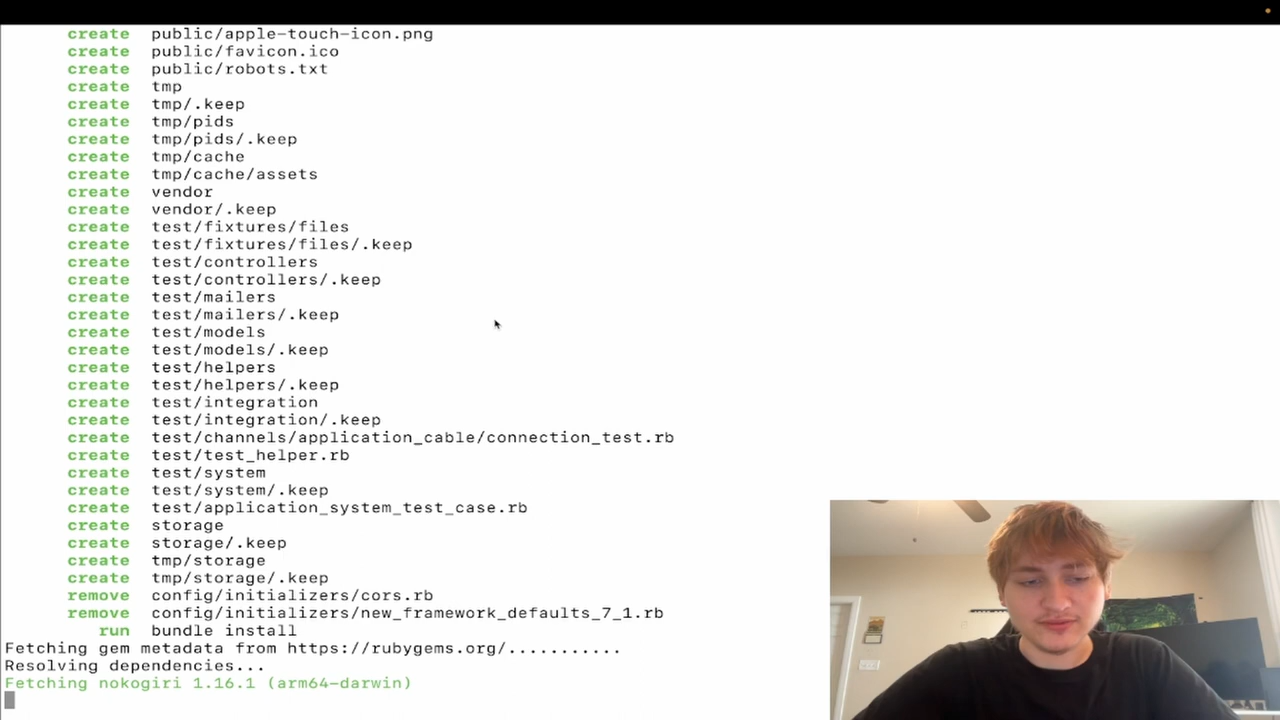 create public/apple-touch-icon.png
create public/favicon.ico
create public/robots.txt
create tmp
create tmp/.keep
create tmp/pids
create tmp/pids/.keep
create tmp/cache
create tmp/cache/assets
create vendor
create vendor/.keep
create test/fixtures/files
create test/fixtures/files/.keep
create test/controllers
create test/controllers/.keep
create test/mailers
create test/mailers/.keep
create test/models
create test/models/.keep
create test/helpers
create test/helpers/.keep
create test/integration
create test/integration/.keep
create test/channels/application_cable/connection_test.rb
create test/test_helper.rb
create test/system
create test/system/.keep
create test/application_system_test_case.rb
create storage
create storage/.keep
create tmp/storage
create tmp/storage/.keep
remove config/initializers/cors.rb
remove config/initializers/new_framework_defaults_7_1.rb
run bundle install
Fetching gem metadata from https://rubygems.org/...........
Resolving dependencies...
Fetching nokogiri 1.16.1 (arm64-darwin)